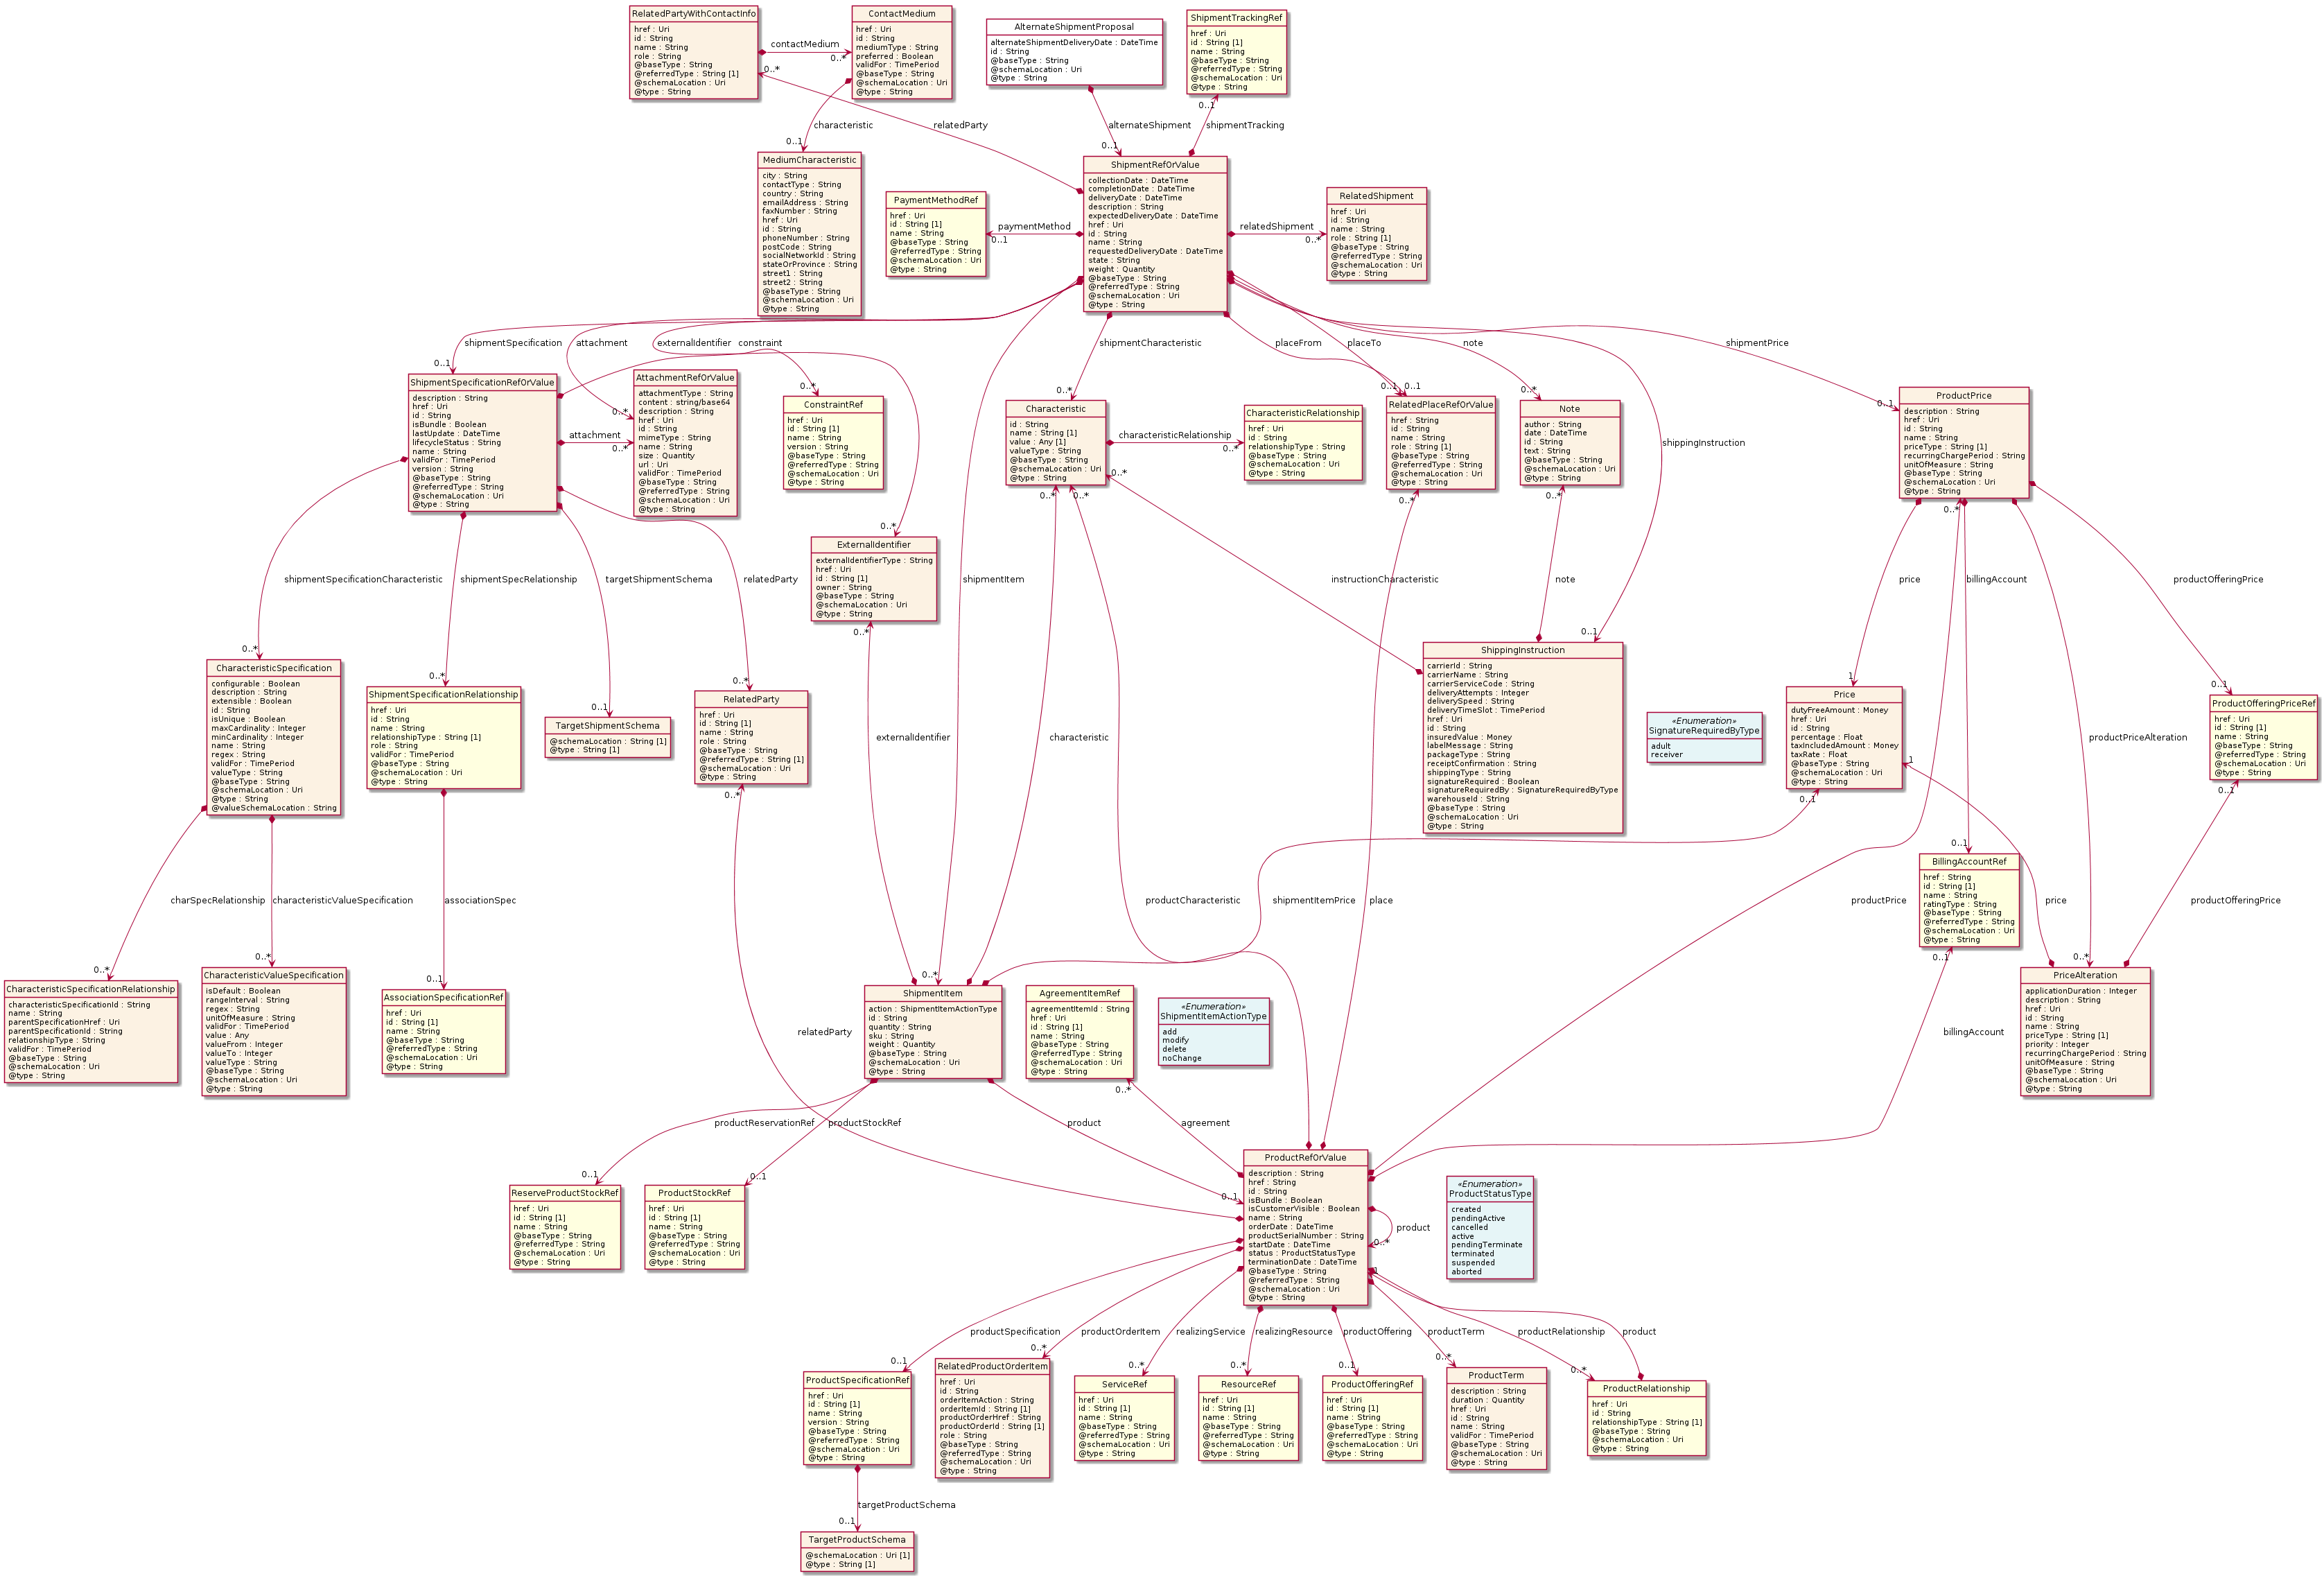 RelatedPartyWithContactInfo
href : Uri
id : String
name : String
role : String
@baseType : String
@referredType : String [1]
@schemaLocation : Uri
@type : String
contactMedium
0..*
0..*
ContactMedium
href : Uri
id : String
mediumType : String
preferred : Boolean
validFor : TimePeriod
@baseType : String
@schemaLocation : Uri
@type : String
AlternateShipmentProposal
alternateShipmentDeliveryDate : DateTime
id : String
@baseType : String
@schemaLocation : Uri
@type : String
ShipmentTrackingRef
href : Uri
id : String [1]
name : String
@baseType : String
@referredType : String
@schemaLocation : Uri
@type : String
0..1
characteristic
relatedParty
alternateShipment
shipmentTracking
0..1
0..1
MediumCharacteristic
city : String
contactType : String
country : String
emailAddress : String
faxNumber : String
href : Uri
id : String
phoneNumber : String
postCode : String
socialNetworkId : String
stateOrProvince : String
street1 : String
street2 : String
@baseType : String
@schemaLocation : Uri
@type : String
PaymentMethodRef
href : Uri
id : String [1]
name : String
@baseType : String
@referredType : String
@schemaLocation : Uri
@type : String
paymentMethod
0..1
ShipmentRefOrValue
collectionDate : DateTime
completionDate : DateTime
deliveryDate : DateTime
description : String
expectedDeliveryDate : DateTime
href : Uri
id : String
name : String
requestedDeliveryDate : DateTime
state : String
weight : Quantity
@baseType : String
@referredType : String
@schemaLocation : Uri
@type : String
relatedShipment
0..*
RelatedShipment
href : Uri
id : String
name : String
role : String [1]
@baseType : String
@referredType : String
@schemaLocation : Uri
@type : String
shipmentSpecification
attachment
externalIdentifier
constraint
shipmentCharacteristic
placeFrom
placeTo
note
shipmentPrice
0..1
0..*
0..*
0..*
0..1
0..1
0..*
0..1
ShipmentSpecificationRefOrValue
description : String
href : Uri
id : String
isBundle : Boolean
lastUpdate : DateTime
lifecycleStatus : String
name : String
validFor : TimePeriod
version : String
@baseType : String
@referredType : String
@schemaLocation : Uri
@type : String
attachment
0..*
AttachmentRefOrValue
attachmentType : String
content : string/base64
description : String
href : Uri
id : String
mimeType : String
name : String
size : Quantity
url : Uri
validFor : TimePeriod
@baseType : String
@referredType : String
@schemaLocation : Uri
@type : String
ConstraintRef
href : Uri
id : String [1]
name : String
version : String
@baseType : String
@referredType : String
@schemaLocation : Uri
@type : String
Characteristic
id : String
name : String [1]
value : Any [1]
valueType : String
@baseType : String
@schemaLocation : Uri
@type : String
characteristicRelationship
0..*
0..*
0..*
0..*
CharacteristicRelationship
href : Uri
id : String
relationshipType : String
@baseType : String
@schemaLocation : Uri
@type : String
RelatedPlaceRefOrValue
href : String
id : String
name : String
role : String [1]
@baseType : String
@referredType : String
@schemaLocation : Uri
@type : String
0..*
Note
author : String
date : DateTime
id : String
text : String
@baseType : String
@schemaLocation : Uri
@type : String
0..*
shippingInstruction
ProductPrice
description : String
href : Uri
id : String
name : String
priceType : String [1]
recurringChargePeriod : String
unitOfMeasure : String
@baseType : String
@schemaLocation : Uri
@type : String
0..*
0..*
ExternalIdentifier
externalIdentifierType : String
href : Uri
id : String [1]
owner : String
@baseType : String
@schemaLocation : Uri
@type : String
0..*
shipmentSpecificationCharacteristic
shipmentSpecRelationship
targetShipmentSchema
relatedParty
shipmentItem
instructionCharacteristic
note
price
billingAccount
productOfferingPrice
0..*
0..*
0..1
0..*
0..1
1
0..1
CharacteristicSpecification
configurable : Boolean
description : String
extensible : Boolean
id : String
isUnique : Boolean
maxCardinality : Integer
minCardinality : Integer
name : String
regex : String
validFor : TimePeriod
valueType : String
@baseType : String
@schemaLocation : Uri
@type : String
@valueSchemaLocation : String
ShipmentSpecificationRelationship
href : Uri
id : String
name : String
relationshipType : String [1]
role : String
validFor : TimePeriod
@baseType : String
@schemaLocation : Uri
@type : String
TargetShipmentSchema
@schemaLocation : String [1]
@type : String [1]
RelatedParty
href : Uri
id : String [1]
name : String
role : String
@baseType : String
@referredType : String [1]
@schemaLocation : Uri
@type : String
0..*
externalIdentifier
characteristic
ShippingInstruction
carrierId : String
carrierName : String
carrierServiceCode : String
deliveryAttempts : Integer
deliverySpeed : String
deliveryTimeSlot : TimePeriod
href : Uri
id : String
insuredValue : Money
labelMessage : String
packageType : String
receiptConfirmation : String
shippingType : String
signatureRequired : Boolean
signatureRequiredBy : SignatureRequiredByType
warehouseId : String
@baseType : String
@schemaLocation : Uri
@type : String
«Enumeration»
SignatureRequiredByType
adult
receiver
Price
dutyFreeAmount : Money
href : Uri
id : String
percentage : Float
taxIncludedAmount : Money
taxRate : Float
@baseType : String
@schemaLocation : Uri
@type : String
0..1
1
productPriceAlteration
ProductOfferingPriceRef
href : Uri
id : String [1]
name : String
@baseType : String
@referredType : String
@schemaLocation : Uri
@type : String
0..1
0..1
BillingAccountRef
href : String
id : String [1]
name : String
ratingType : String
@baseType : String
@referredType : String
@schemaLocation : Uri
@type : String
0..1
charSpecRelationship
characteristicValueSpecification
associationSpec
productCharacteristic
shipmentItemPrice
place
productPrice
price
productOfferingPrice
0..*
0..*
0..1
0..*
0..*
CharacteristicSpecificationRelationship
characteristicSpecificationId : String
name : String
parentSpecificationHref : Uri
parentSpecificationId : String
relationshipType : String
validFor : TimePeriod
@baseType : String
@schemaLocation : Uri
@type : String
CharacteristicValueSpecification
isDefault : Boolean
rangeInterval : String
regex : String
unitOfMeasure : String
validFor : TimePeriod
value : Any
valueFrom : Integer
valueTo : Integer
valueType : String
@baseType : String
@schemaLocation : Uri
@type : String
AssociationSpecificationRef
href : Uri
id : String [1]
name : String
@baseType : String
@referredType : String
@schemaLocation : Uri
@type : String
relatedParty
ShipmentItem
action : ShipmentItemActionType
id : String
quantity : String
sku : String
weight : Quantity
@baseType : String
@schemaLocation : Uri
@type : String
AgreementItemRef
agreementItemId : String
href : Uri
id : String [1]
name : String
@baseType : String
@referredType : String
@schemaLocation : Uri
@type : String
0..*
«Enumeration»
ShipmentItemActionType
add
modify
delete
noChange
billingAccount
PriceAlteration
applicationDuration : Integer
description : String
href : Uri
id : String
name : String
priceType : String [1]
priority : Integer
recurringChargePeriod : String
unitOfMeasure : String
@baseType : String
@schemaLocation : Uri
@type : String
productReservationRef
productStockRef
product
agreement
0..1
0..1
0..1
ReserveProductStockRef
href : Uri
id : String [1]
name : String
@baseType : String
@referredType : String
@schemaLocation : Uri
@type : String
ProductStockRef
href : Uri
id : String [1]
name : String
@baseType : String
@referredType : String
@schemaLocation : Uri
@type : String
ProductRefOrValue
description : String
href : String
id : String
isBundle : Boolean
isCustomerVisible : Boolean
name : String
orderDate : DateTime
productSerialNumber : String
startDate : DateTime
status : ProductStatusType
terminationDate : DateTime
@baseType : String
@referredType : String
@schemaLocation : Uri
@type : String
product
0..*
1
«Enumeration»
ProductStatusType
created
pendingActive
cancelled
active
pendingTerminate
terminated
suspended
aborted
productSpecification
productOrderItem
realizingService
realizingResource
productOffering
productTerm
productRelationship
product
0..1
0..*
0..*
0..*
0..1
0..*
0..*
ProductSpecificationRef
href : Uri
id : String [1]
name : String
version : String
@baseType : String
@referredType : String
@schemaLocation : Uri
@type : String
RelatedProductOrderItem
href : Uri
id : String
orderItemAction : String
orderItemId : String [1]
productOrderHref : String
productOrderId : String [1]
role : String
@baseType : String
@referredType : String
@schemaLocation : Uri
@type : String
ServiceRef
href : Uri
id : String [1]
name : String
@baseType : String
@referredType : String
@schemaLocation : Uri
@type : String
ResourceRef
href : Uri
id : String [1]
name : String
@baseType : String
@referredType : String
@schemaLocation : Uri
@type : String
ProductOfferingRef
href : Uri
id : String [1]
name : String
@baseType : String
@referredType : String
@schemaLocation : Uri
@type : String
ProductTerm
description : String
duration : Quantity
href : Uri
id : String
name : String
validFor : TimePeriod
@baseType : String
@schemaLocation : Uri
@type : String
ProductRelationship
href : Uri
id : String
relationshipType : String [1]
@baseType : String
@schemaLocation : Uri
@type : String
targetProductSchema
0..1
TargetProductSchema
@schemaLocation : Uri [1]
@type : String [1]